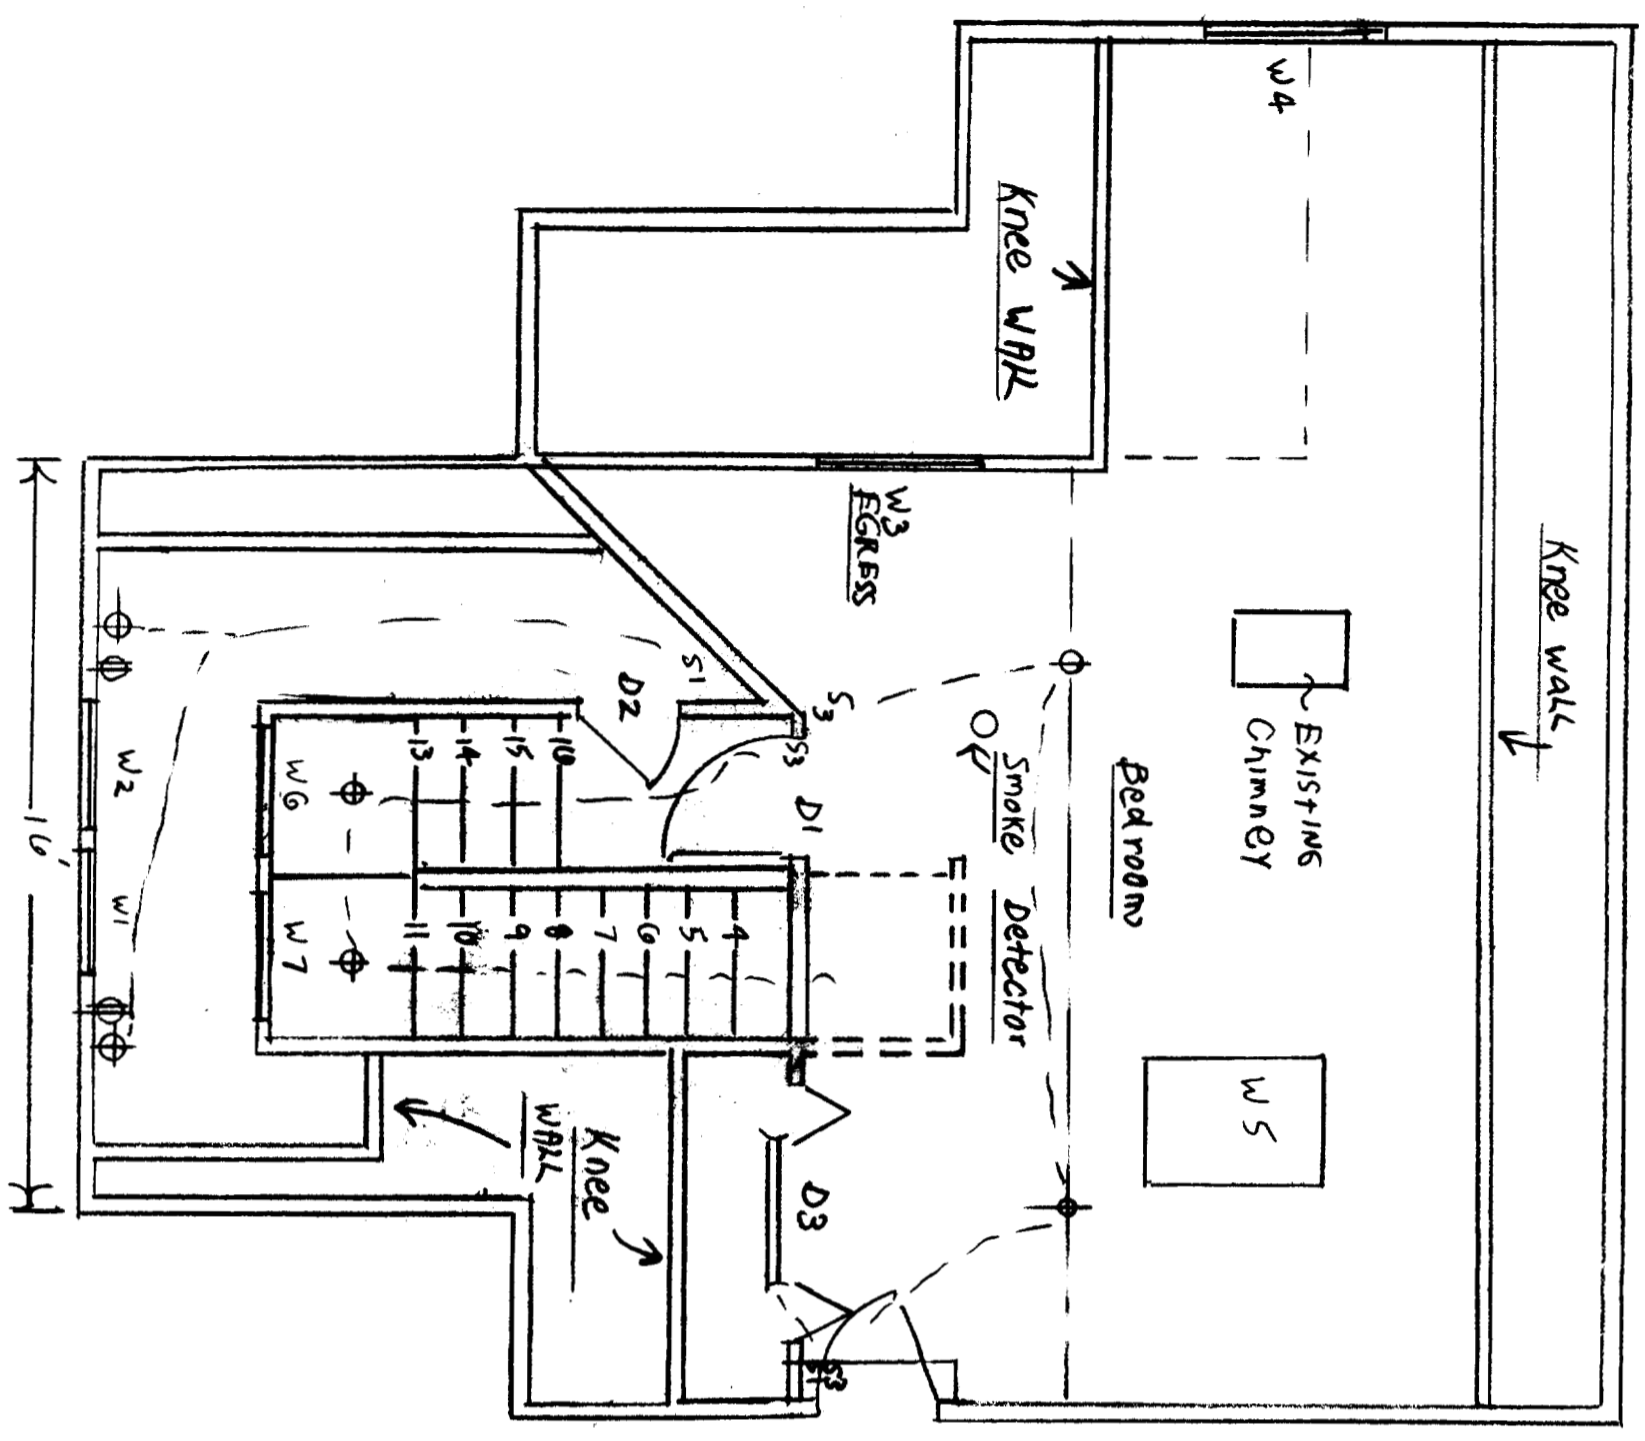 W4
Knee WALL
Knee wall
W3
EGRESS
EXISTING
Chimney
Bedroom
Smoke Detector
S3
S1
D2
S3
D1
W2
W1
16'
W6
W7
13
14
15
16
11
10
9
8
7
6
5
4
W5
Knee
WALL
D3
S3
S1